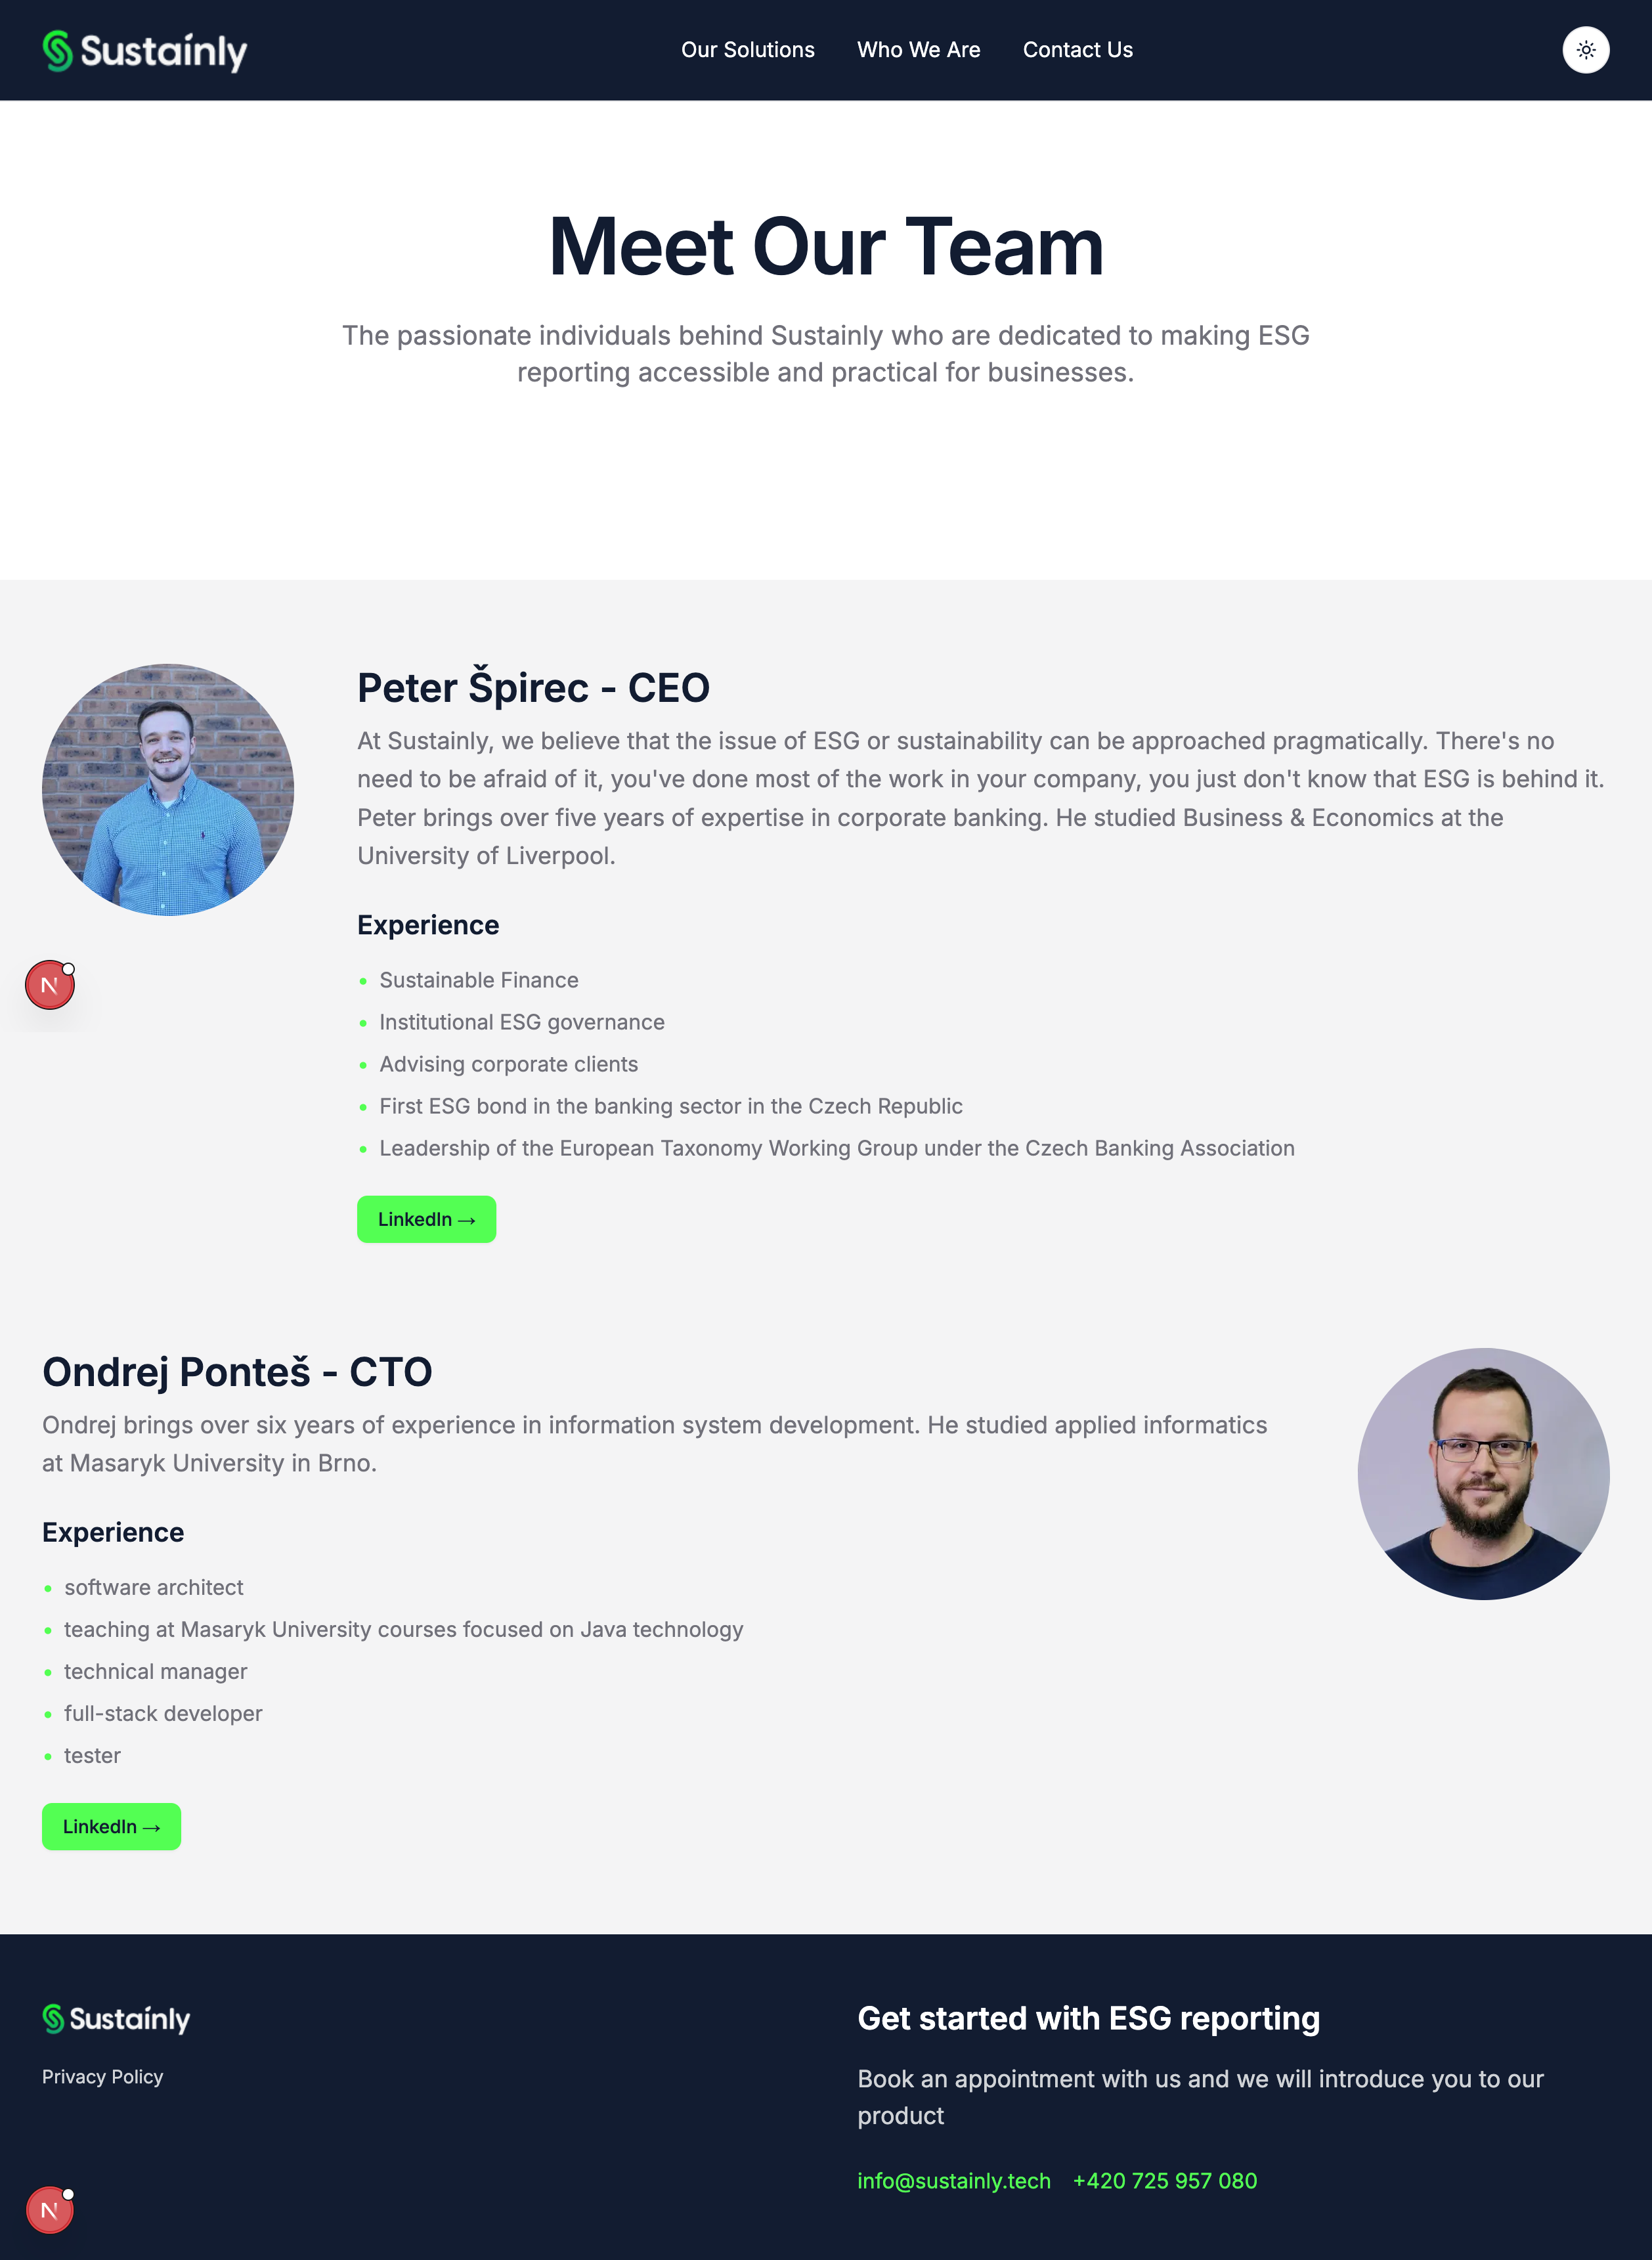 Sustainly
Our Solutions
Who We Are
Contact Us
Meet Our Team
The passionate individuals behind Sustainly who are dedicated to making ESG
reporting accessible and practical for businesses.
Peter Špirec - CEO
At Sustainly, we believe that the issue of ESG or sustainability can be approached pragmatically. There's no
need to be afraid of it, you've done most of the work in your company, you just don't know that ESG is behind it.
Peter brings over five years of expertise in corporate banking. He studied Business & Economics at the
University of Liverpool.
Experience
• Sustainable Finance
• Institutional ESG governance
• Advising corporate clients
• First ESG bond in the banking sector in the Czech Republic
• Leadership of the European Taxonomy Working Group under the Czech Banking Association
LinkedIn →
N
Ondrej Ponteš - CTO
Ondrej brings over six years of experience in information system development. He studied applied informatics
at Masaryk University in Brno.
Experience
• software architect
• teaching at Masaryk University courses focused on Java technology
• technical manager
• full-stack developer
• tester
LinkedIn →
Sustainly
Privacy Policy
Get started with ESG reporting
Book an appointment with us and we will introduce you to our
product
info@sustainly.tech +420 725 957 080
N